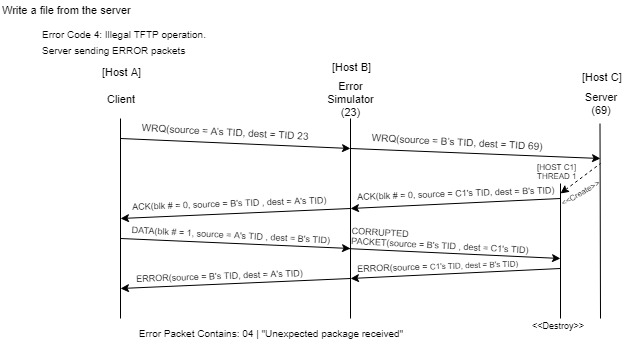 Write a file from the server
Error Code 4: Illegal TFTP operation.
Server sending ERROR packets
[Host A]
Client
[Host B]
Error
Simulator
(23)
[Host C]
Server
(69)
WRQ(source = A's TID, dest = TID 23
WRQ(source = B's TID, dest = TID 69)
[HOST C1]
THREAD 1
<<Create>>
ACK(blk # = 0, source = C1's TID, dest = B's TID)
ACK(blk # = 0, source = B's TID , dest = A's TID)
DATA(blk # = 1, source = A's TID , dest = B's TID)
CORRUPTED
PACKET(source = B's TID , dest = C1's TID)
ERROR(source = C1's TID, dest = B's TID)
ERROR(source = B's TID, dest = A's TID)
<<Destroy>>
Error Packet Contains: 04 | "Unexpected package received"